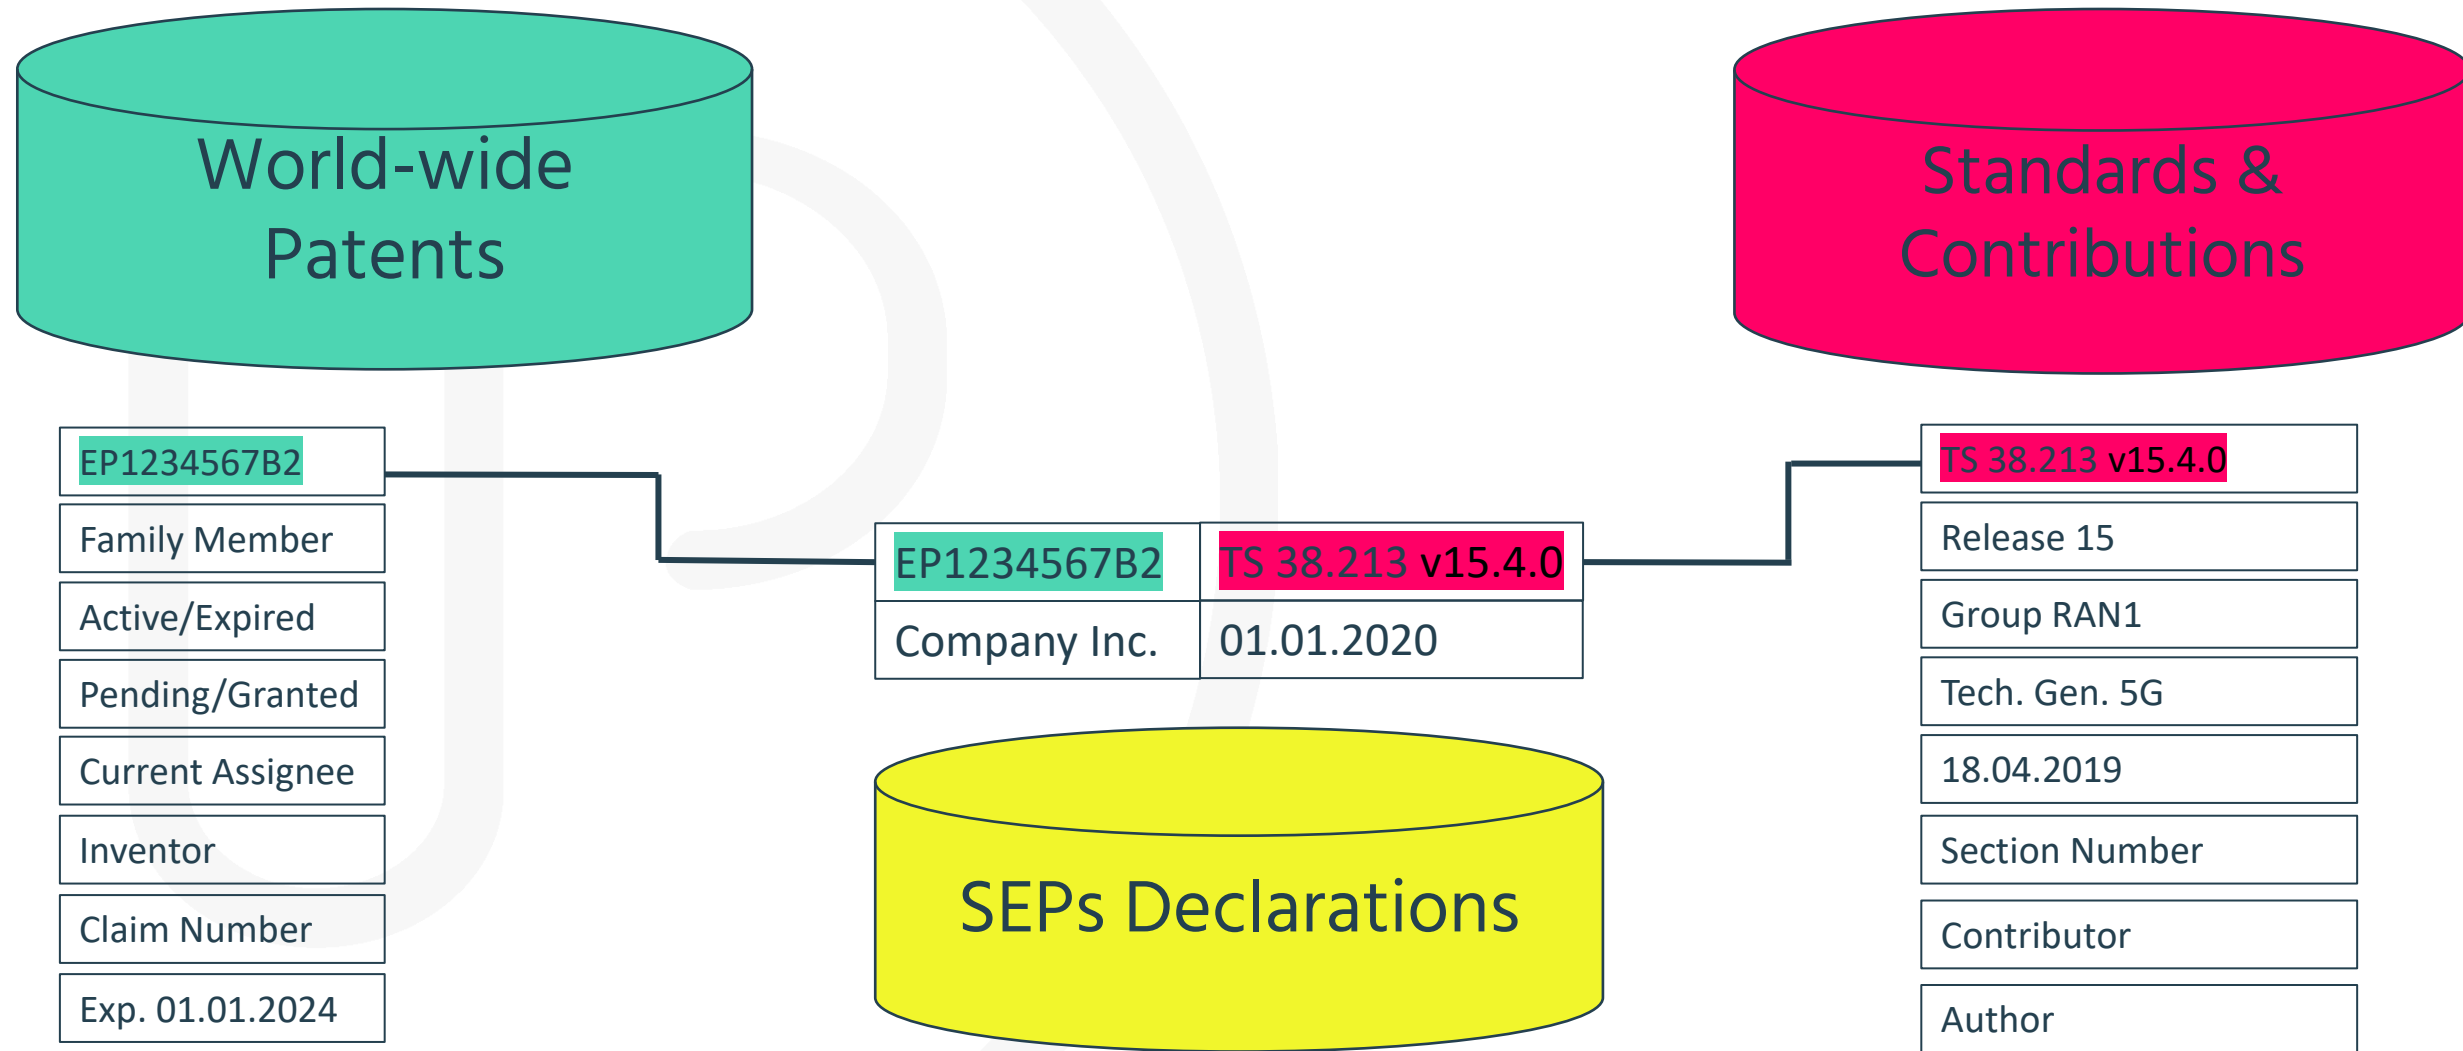 World-wide
Patents
Standards &
Contributions
EP1234567B2
Family Member
Active/Expired
Pending/Granted
Current Assignee
Inventor
Claim Number
Exp. 01.01.2024
EP1234567B2 TS 38.213 v15.4.0
Company Inc. 01.01.2020
SEPs Declarations
TS 38.213 v15.4.0
Release 15
Group RAN1
Tech. Gen. 5G
18.04.2019
Section Number
Contributor
Author